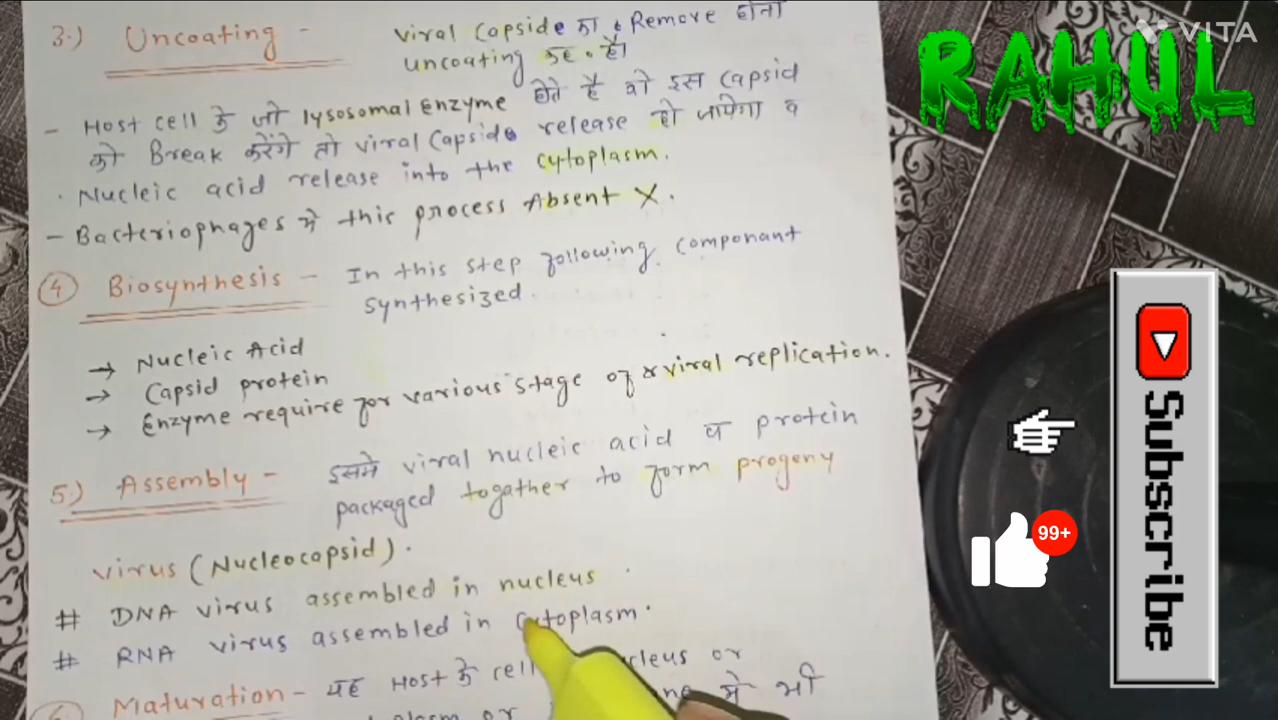 3.) Uncoating - Viral Capside का Remove होना
uncoating कह. है।
- Host cell के जो lysosomal Enzyme होते है वो इस capsid
को Break करेंगे तो viral Capside release हो जायेगा व
. Nucleic acid release into the cytoplasm.
- Bacteriophages मे this process Absent X.
4 Biosynthesis - In this step following componant
synthesized.
→ Nucleic Acid
→ Capsid protein
→ Enzyme require for various stage of viral replication.
5.) Assembly - इसमे viral nucleic acid व protein
packaged togather to form progeny
virus (Nucleocapsid).
# DNA virus assembled in nucleus
# RNA virus assembled in cytoplasm.
Maturation - यह Host के cell or
मे भी
or
RAHUL
VITA
Subscribe
99+